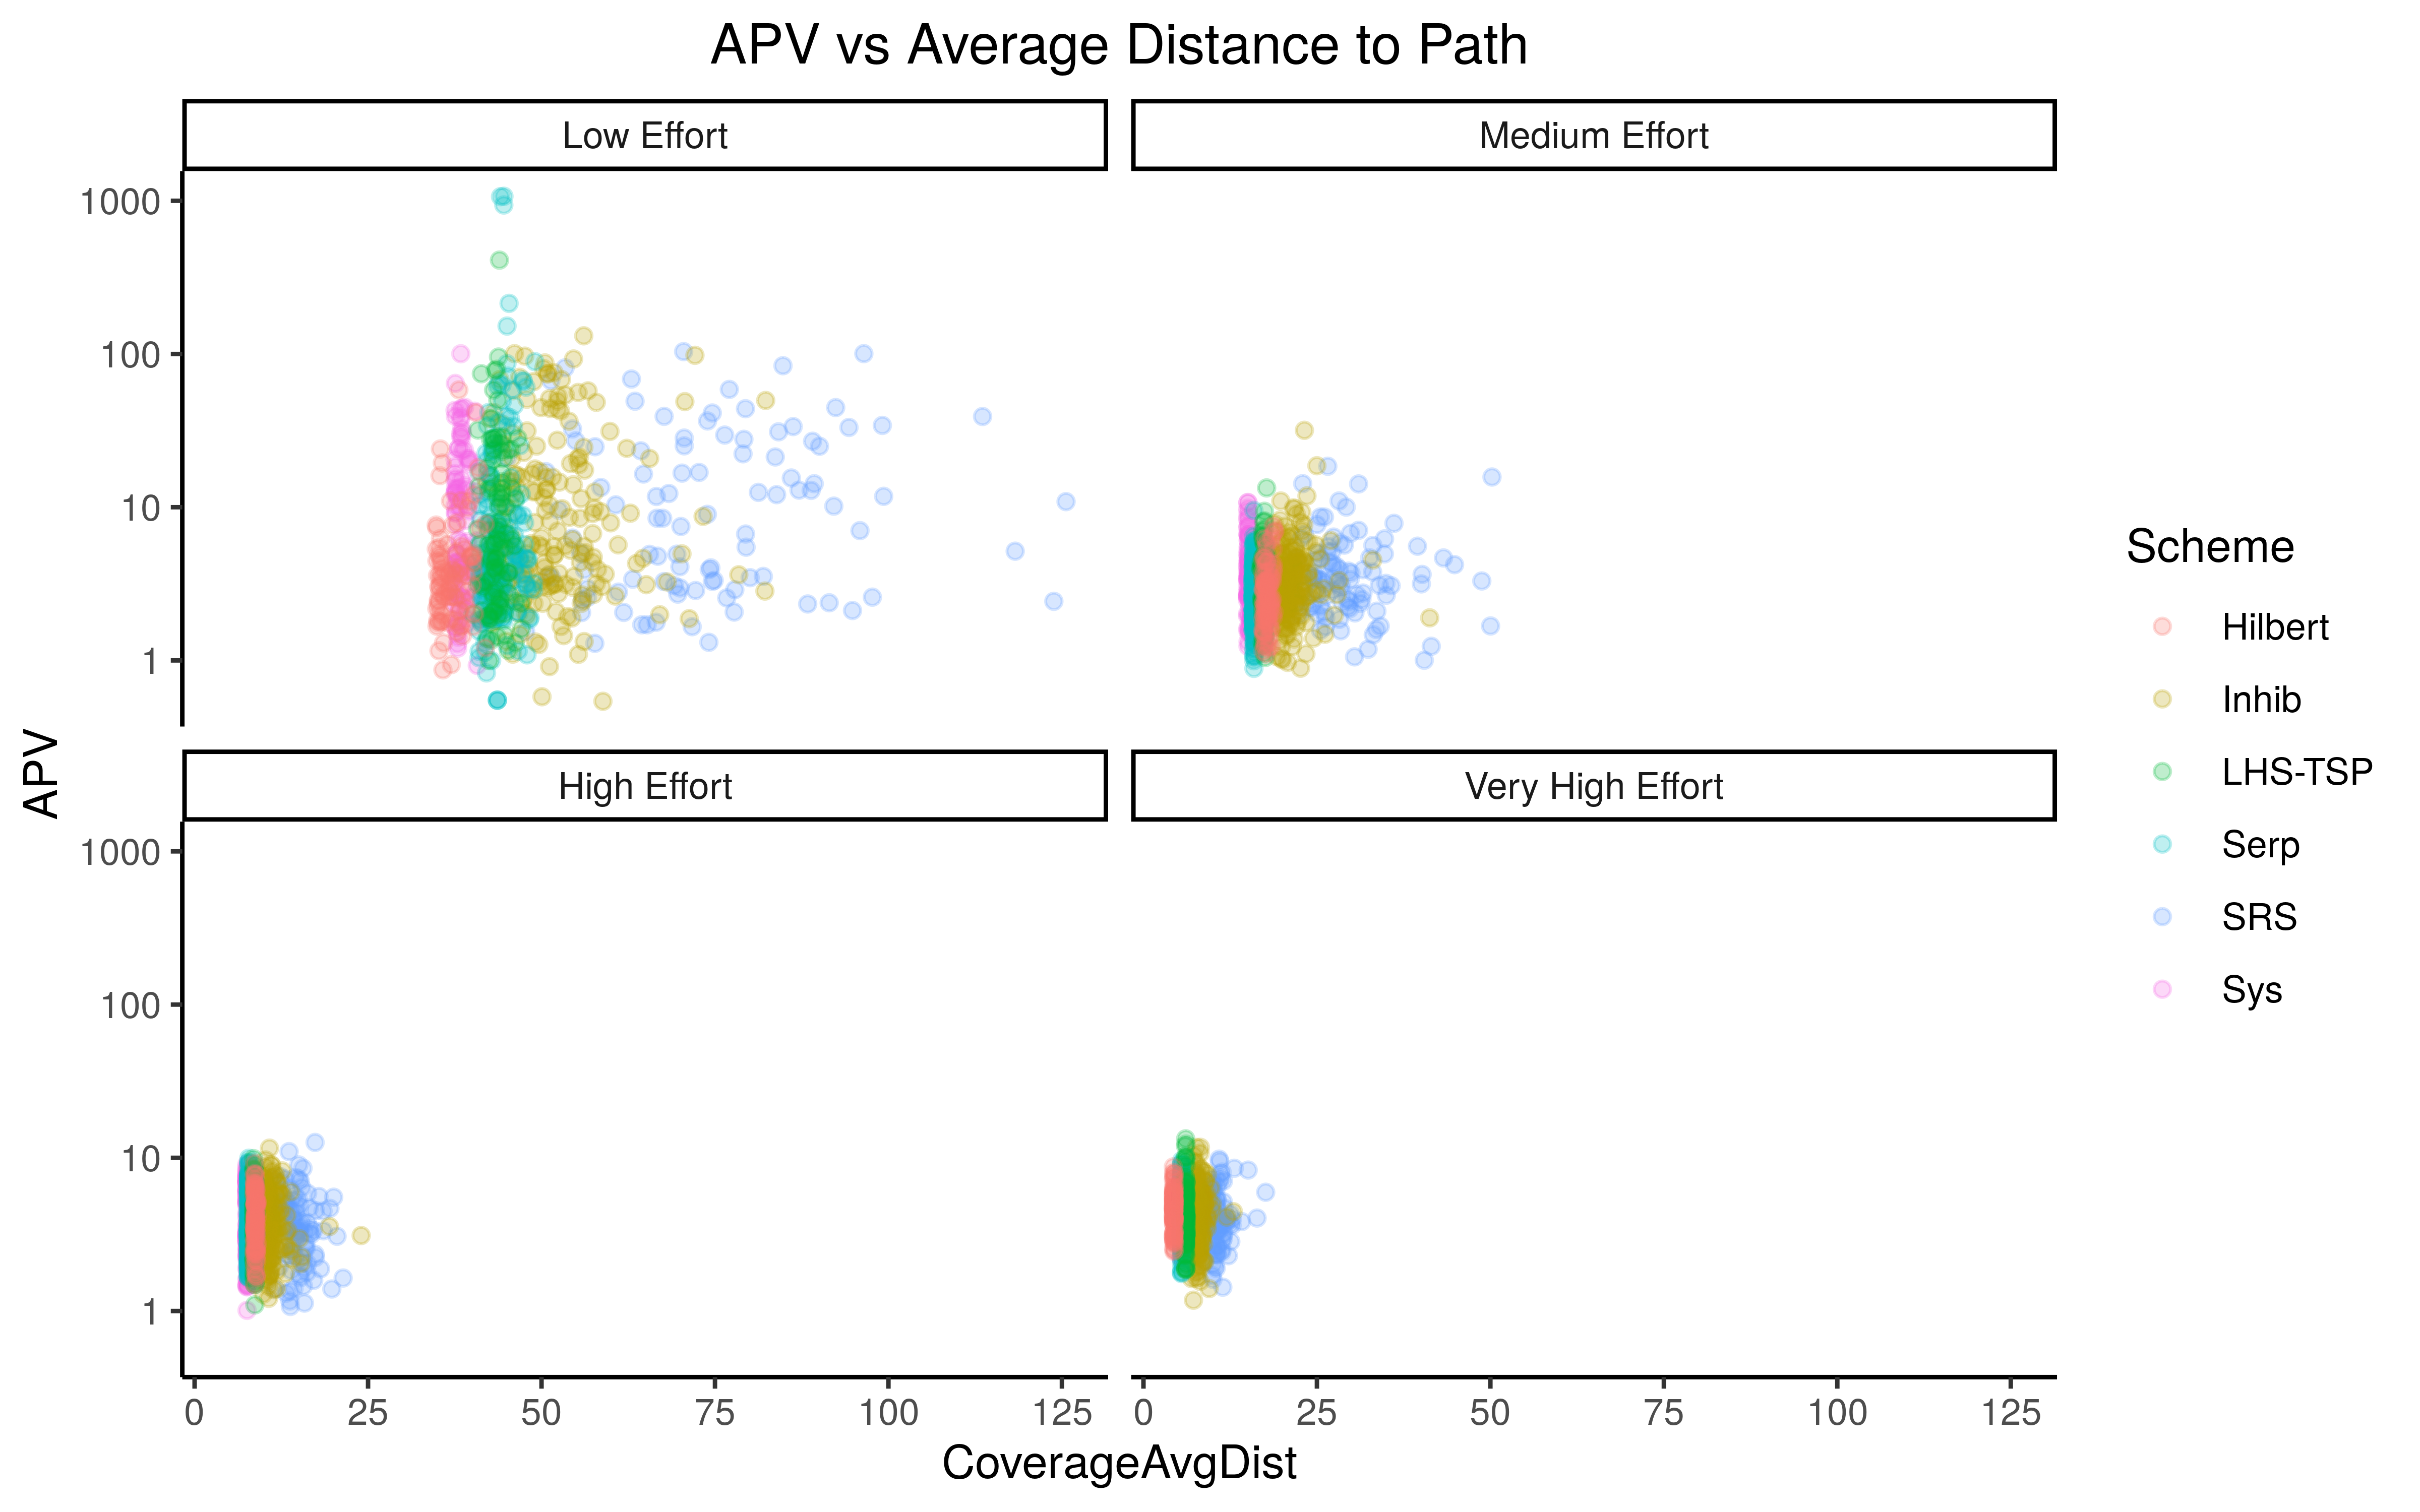 APV vs Average Distance to Path
Low Effort
Medium Effort
1000
100
10
1
High Effort
Very High Effort
1000
100
10
1
0 25 50 75 100 125
0 25 50 75 100 125
CoverageAvgDist
APV
Scheme
Hilbert
Inhib
LHS-TSP
Serp
SRS
Sys